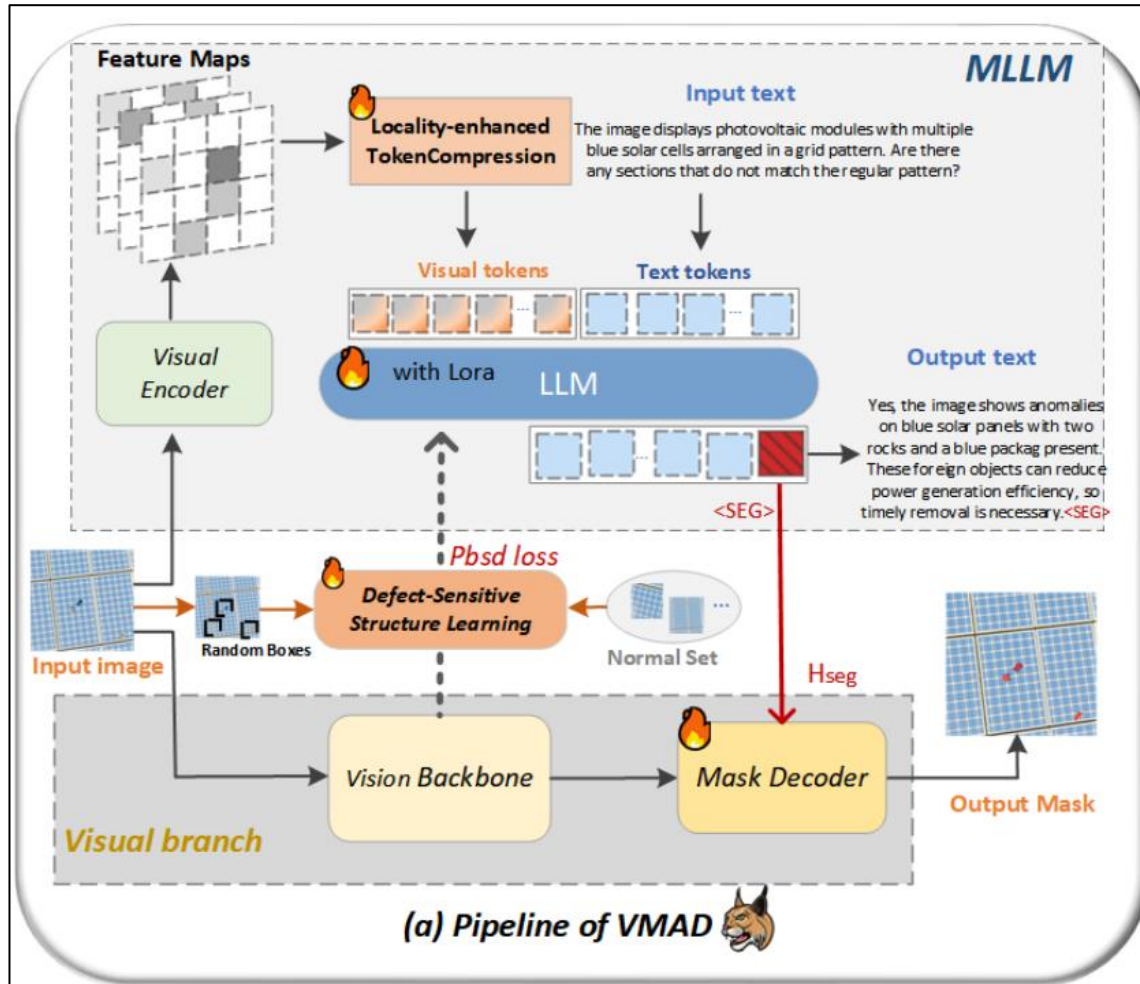 Feature Maps
MLLM
Locality-enhanced
TokenCompression
Input text
The image displays photovoltaic modules with multiple
blue solar cells arranged in a grid pattern. Are there
any sections that do not match the regular pattern?
Visual tokens
Text tokens
...
...
Visual
Encoder
with Lora
LLM
Output text
Yes, the image shows anomalies
on blue solar panels with two
rocks and a blue packag present.
These foreign objects can reduce
power generation efficiency, so
timely removal is necessary.<SEG>
...
<SEG>
Pbsd loss
Defect-Sensitive
Structure Learning
...
Random Boxes
Normal Set
Input image
Hseg
Vision Backbone
Mask Decoder
Output Mask
Visual branch
(a) Pipeline of VMAD